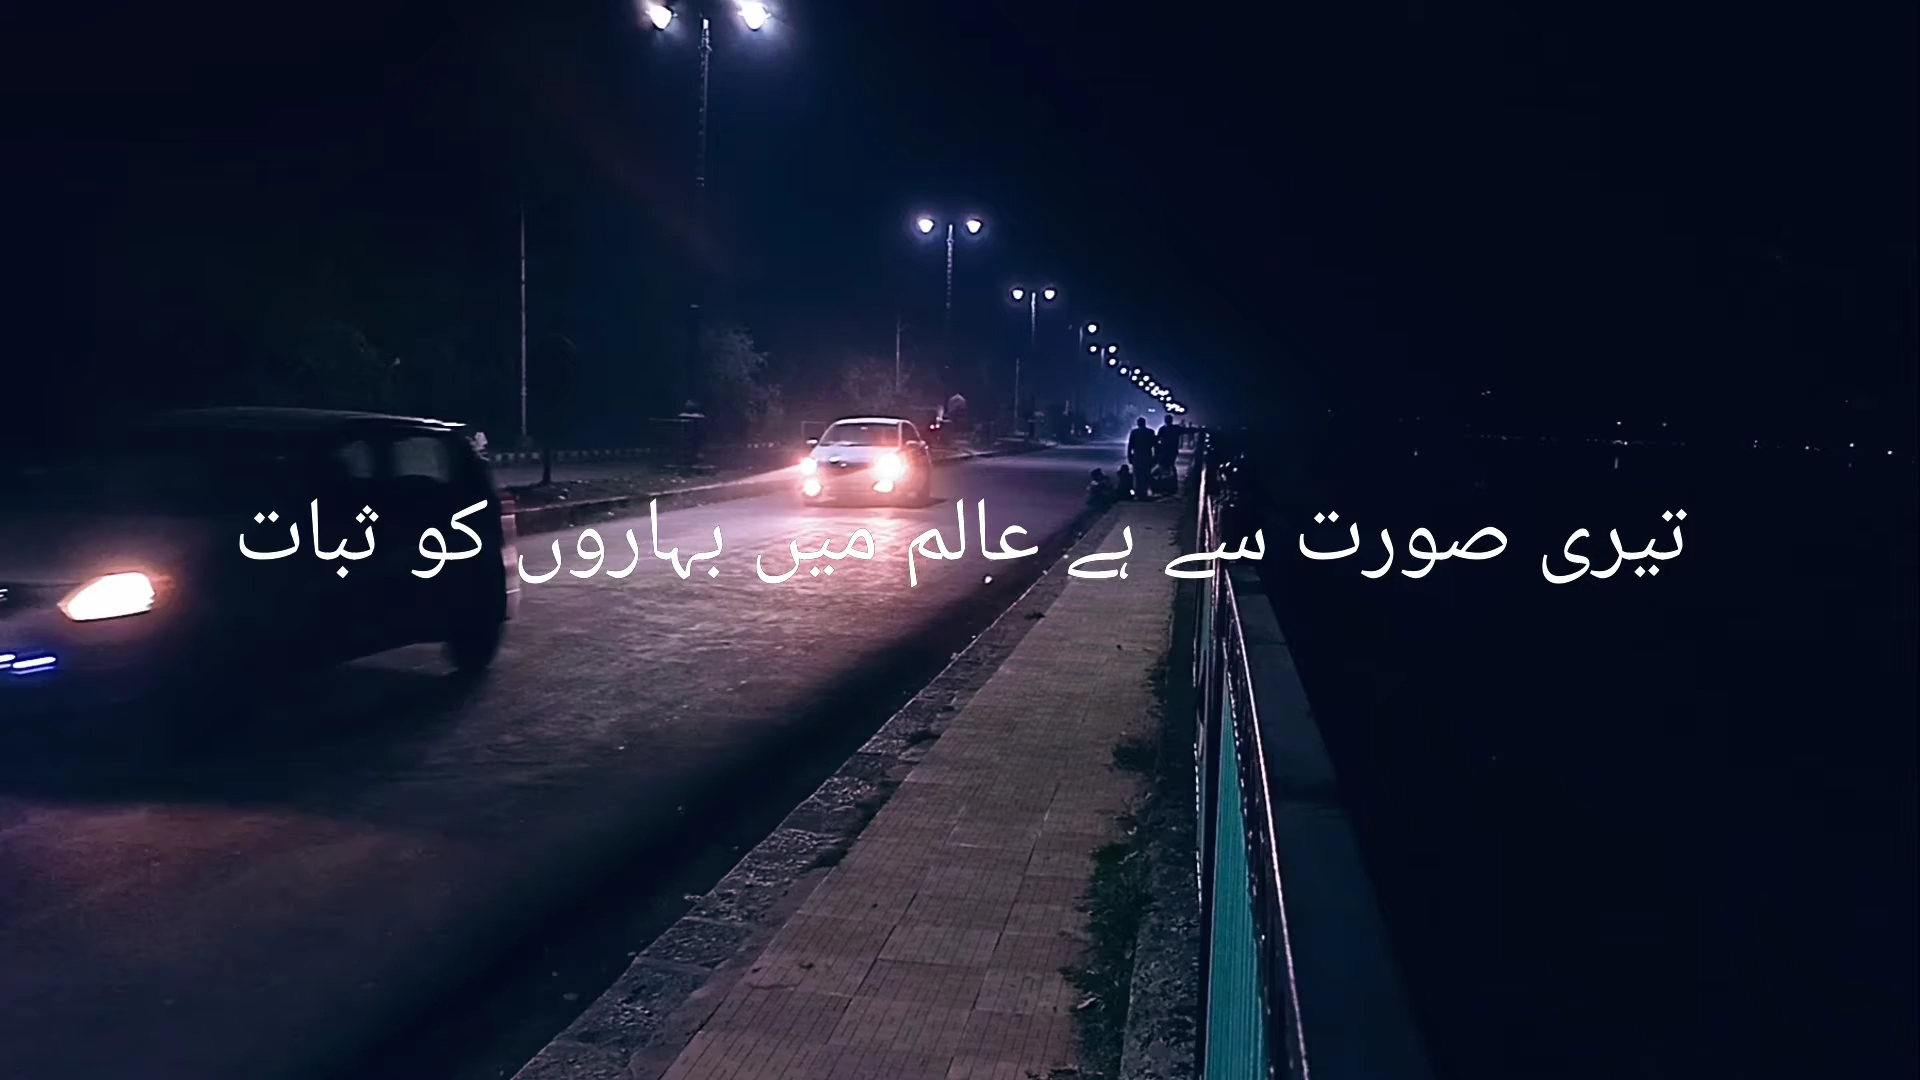 تیری صورت سے ہے عالم میں بہاروں کو ثبات